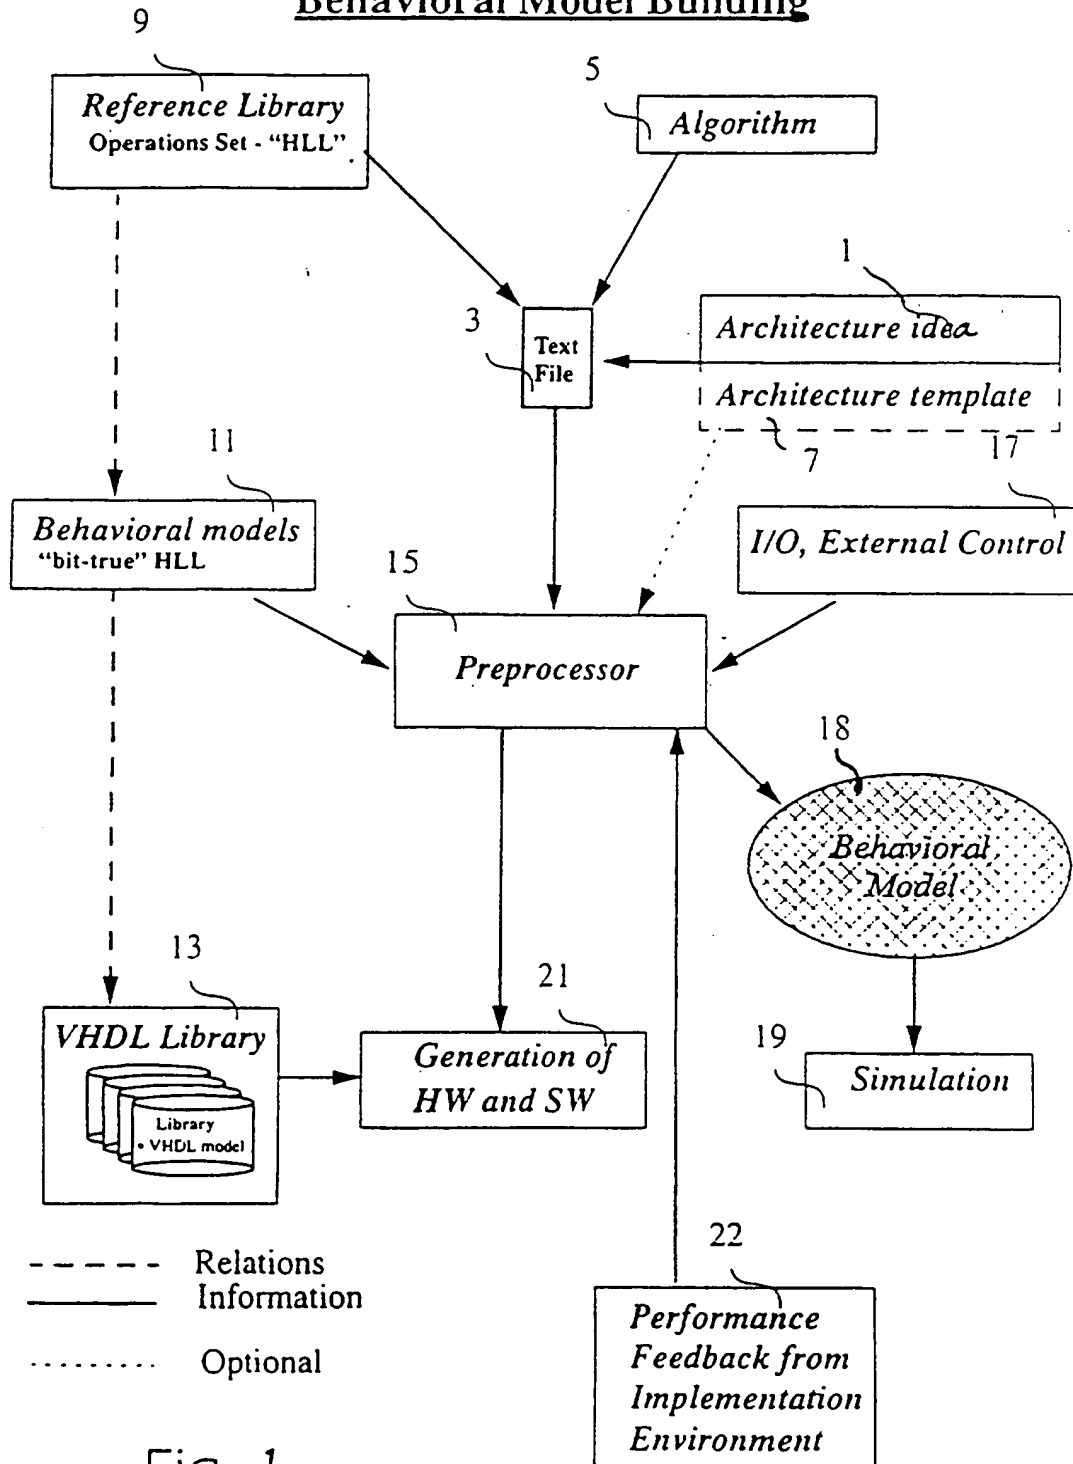 Behavioral Model Building
9
5
Reference Library
Operations Set - “HLL”
Algorithm
1
3
Text
File
Architecture idea
Architecture template
7
17
11
Behavioral models
“bit-true” HLL
I/O, External Control
15
Preprocessor
18
Behavioral
Model
13
21
19
VHDL Library
Library
• VHDL model
Generation of
HW and SW
Simulation
22
Relations
Information
Optional
Performance
Feedback from
Implementation
Environment
Fig. 1